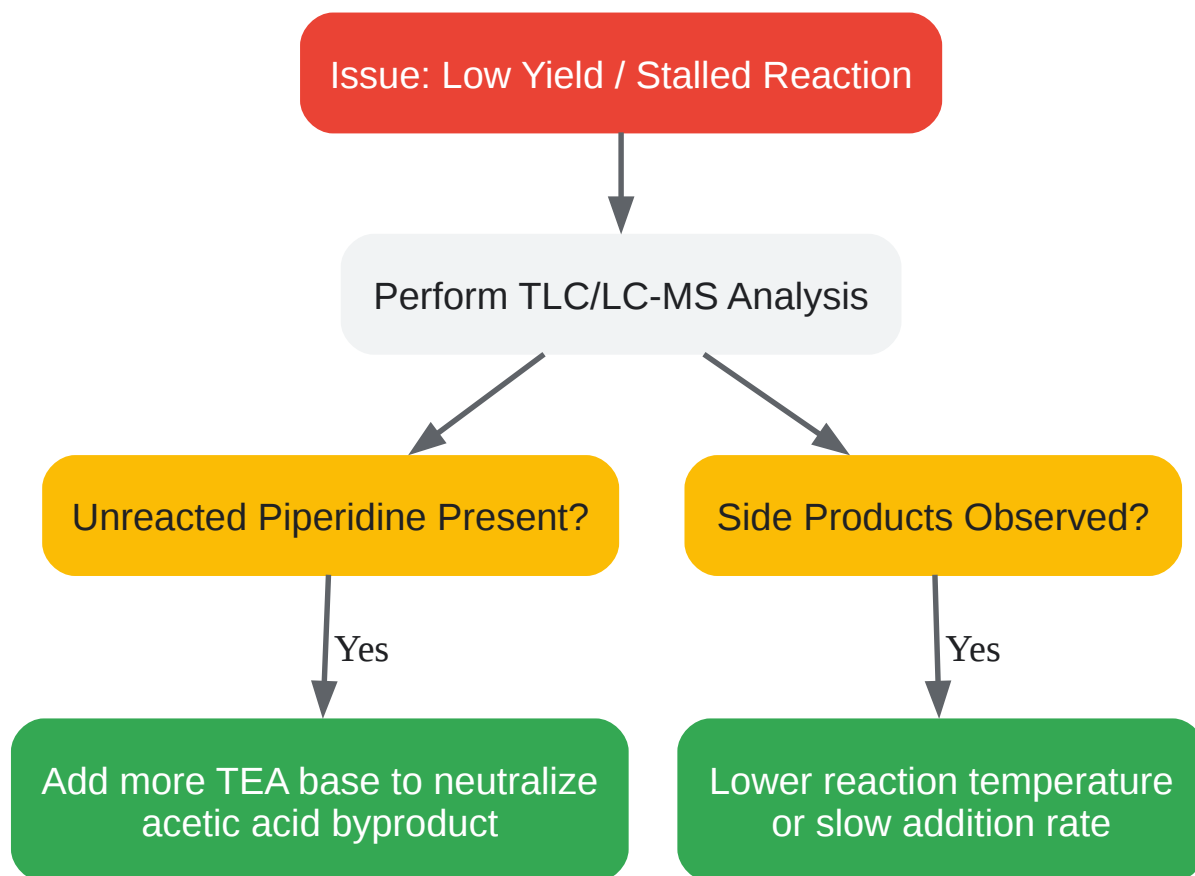 Issue: Low Yield / Stalled Reaction
Perform TLC/LC-MS Analysis
Unreacted Piperidine Present?
Side Products Observed?
Yes
Yes
Add more TEA base to neutralize
acetic acid byproduct
Lower reaction temperature
or slow addition rate